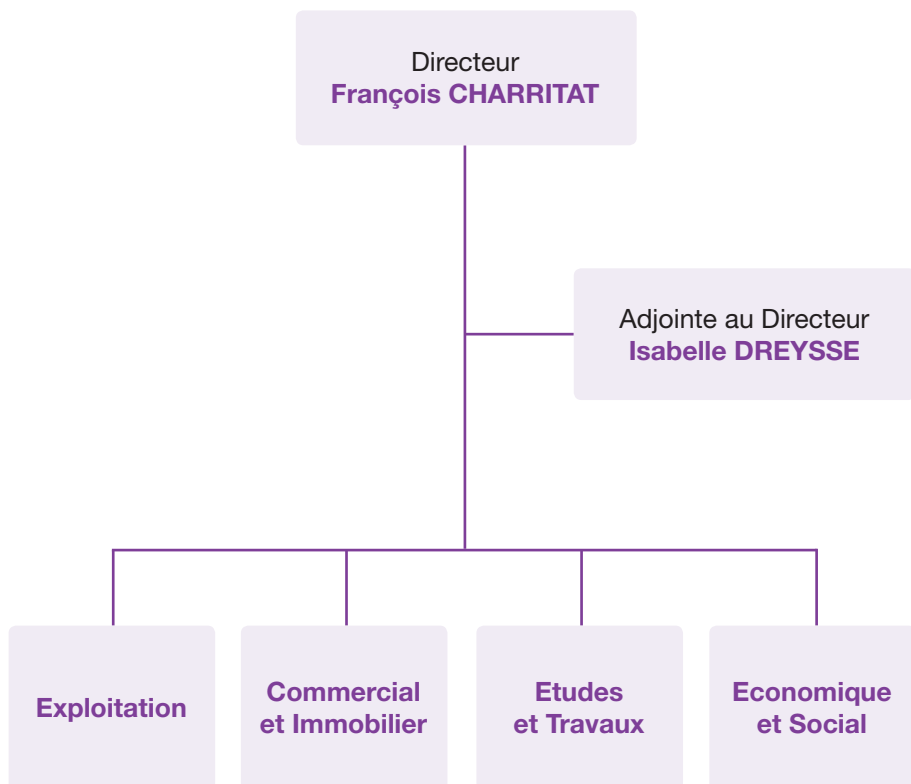 Directeur
François CHARRITAT
Adjointe au Directeur
Isabelle DREYSSE
Exploitation
Commercial
et Immobilier
Etudes
et Travaux
Economique
et Social